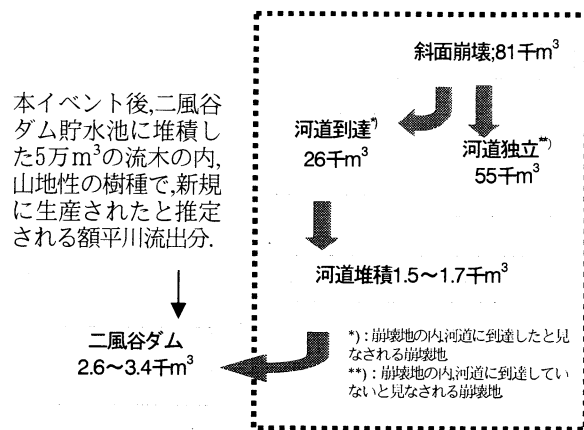 斜面崩壊;81千m³
本イベント後,二風谷
ダム貯水池に堆積し
た5万m³の流木の内,
山地性の樹種で,新規
に生産されたと推定
される額平川流出分.
河道到達*)
26千m³
河道独立**)
55千m³
河道堆積1.5～1.7千m³
二風谷ダム
2.6～3.4千m³
*)：崩壊地の内,河道に到達したと見
なされる崩壊地
**)：崩壊地の内,河道に到達してい
ないと見なされる崩壊地